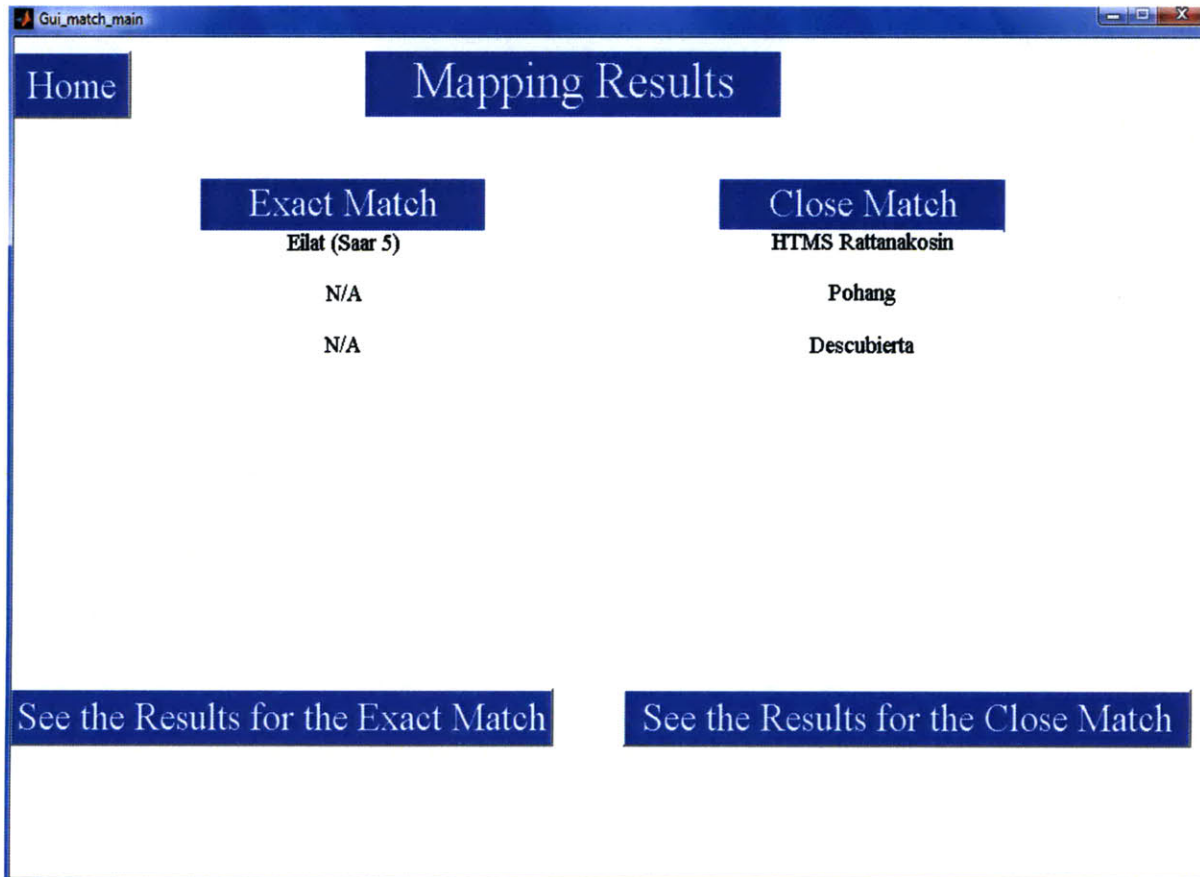 Gui_match_main
Home
Mapping Results
Exact Match
Close Match
Eilat (Saar 5)
HTMS Rattanakosin
N/A
Pohang
N/A
Descubierta
See the Results for the Exact Match
See the Results for the Close Match